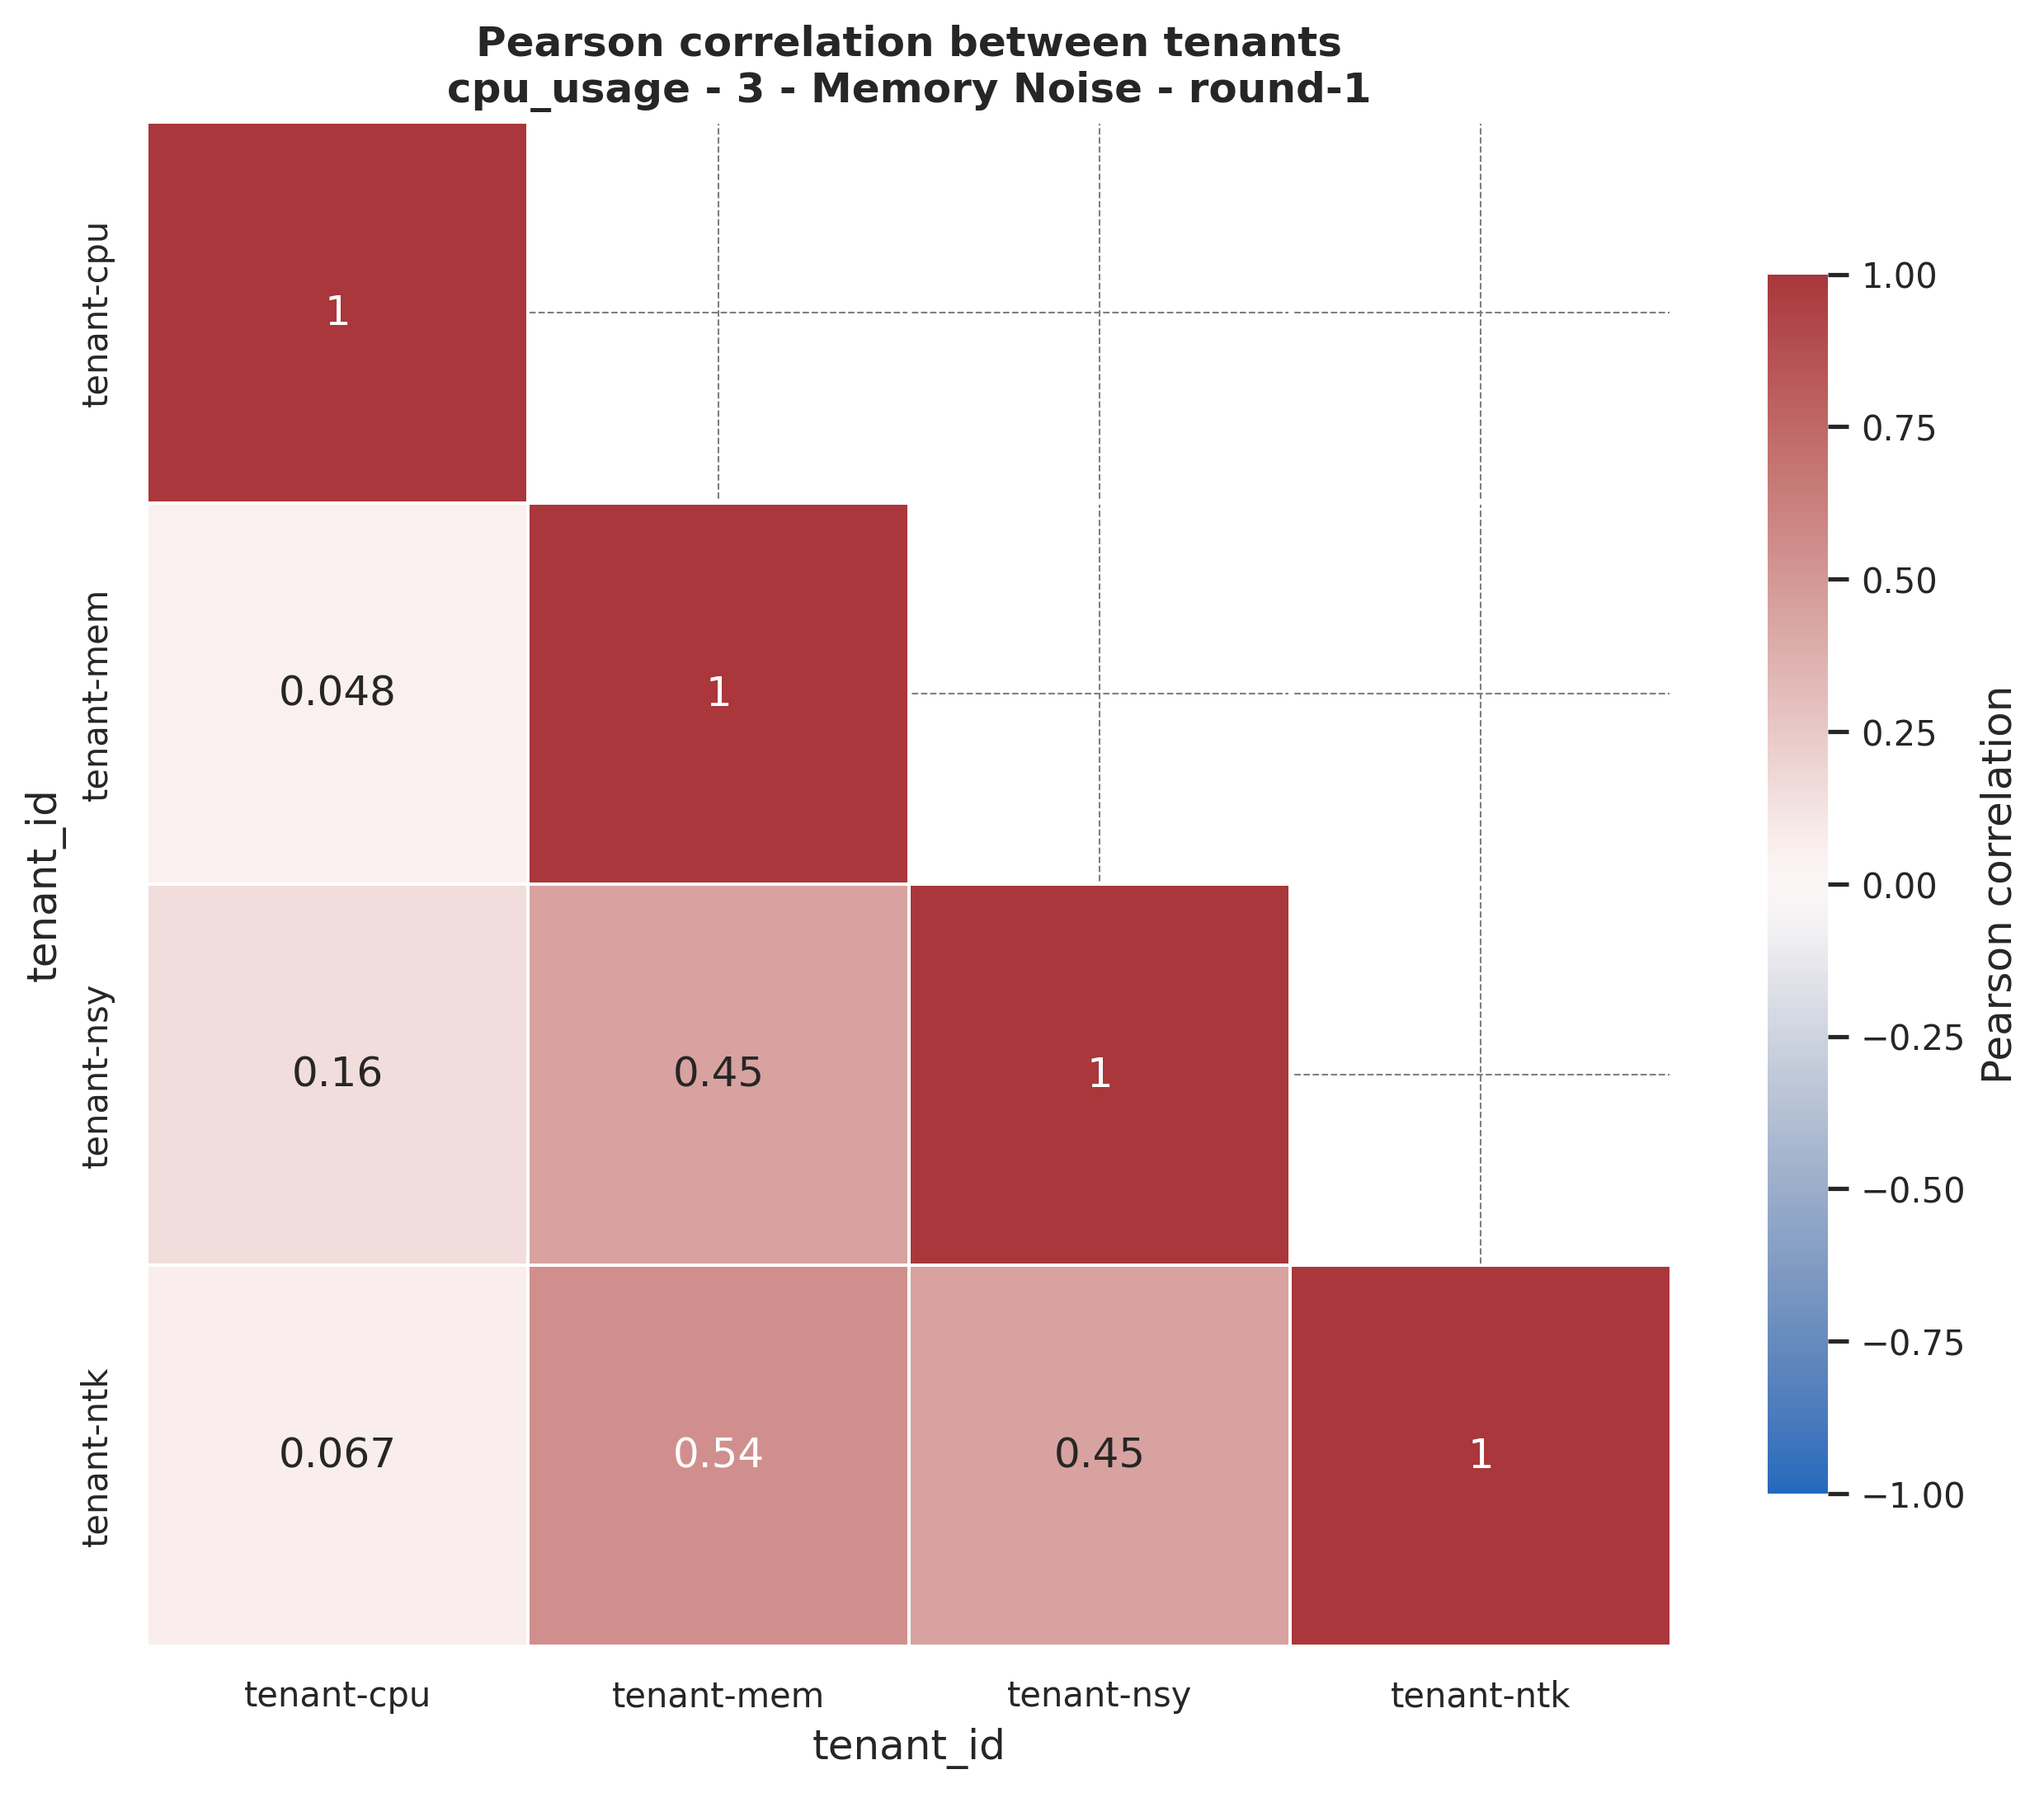 Pearson correlation between tenants
cpu_usage - 3 - Memory Noise - round-1
tenant_id
tenant-cpu
1
tenant-mem
0.048
1
tenant-nsy
0.16
0.45
1
tenant-ntk
0.067
0.54
0.45
1
tenant-cpu
tenant-mem
tenant-nsy
tenant-ntk
tenant_id
1.00
0.75
0.50
0.25
0.00
−0.25
−0.50
−0.75
−1.00
Pearson correlation